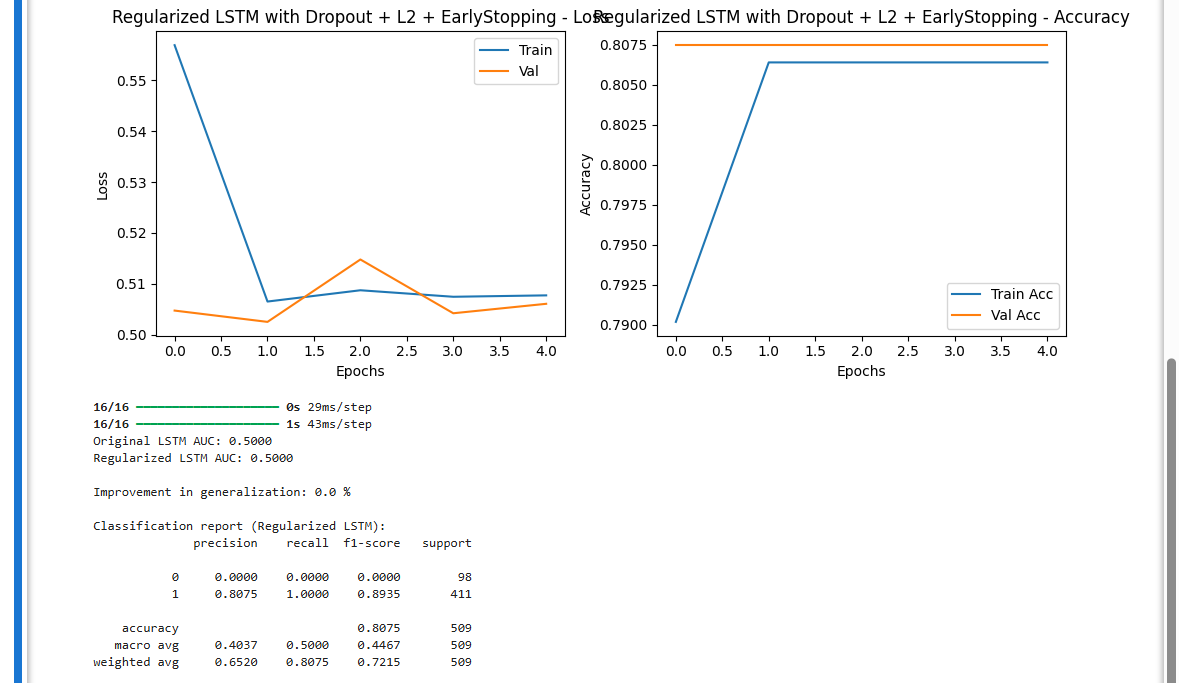 Regularized LSTM with Dropout + L2 + EarlyStopping - Loss
Train
Val
0.55
0.54
0.53
0.52
0.51
0.50
Loss
0.0 0.5 1.0 1.5 2.0 2.5 3.0 3.5 4.0
Epochs
Regularized LSTM with Dropout + L2 + EarlyStopping - Accuracy
0.8075
0.8050
0.8025
0.8000
0.7975
0.7950
0.7925
0.7900
Accuracy
Train Acc
Val Acc
0.0 0.5 1.0 1.5 2.0 2.5 3.0 3.5 4.0
Epochs
16/16 ━━━━━━━━━━━━━━━━━━━━ 0s 29ms/step
16/16 ━━━━━━━━━━━━━━━━━━━━ 1s 43ms/step
Original LSTM AUC: 0.5000
Regularized LSTM AUC: 0.5000
Improvement in generalization: 0.0 %
Classification report (Regularized LSTM):
precision recall f1-score support
0 0.0000 0.0000 0.0000 98
1 0.8075 1.0000 0.8935 411
accuracy 0.8075 509
macro avg 0.4037 0.5000 0.4467 509
weighted avg 0.6520 0.8075 0.7215 509